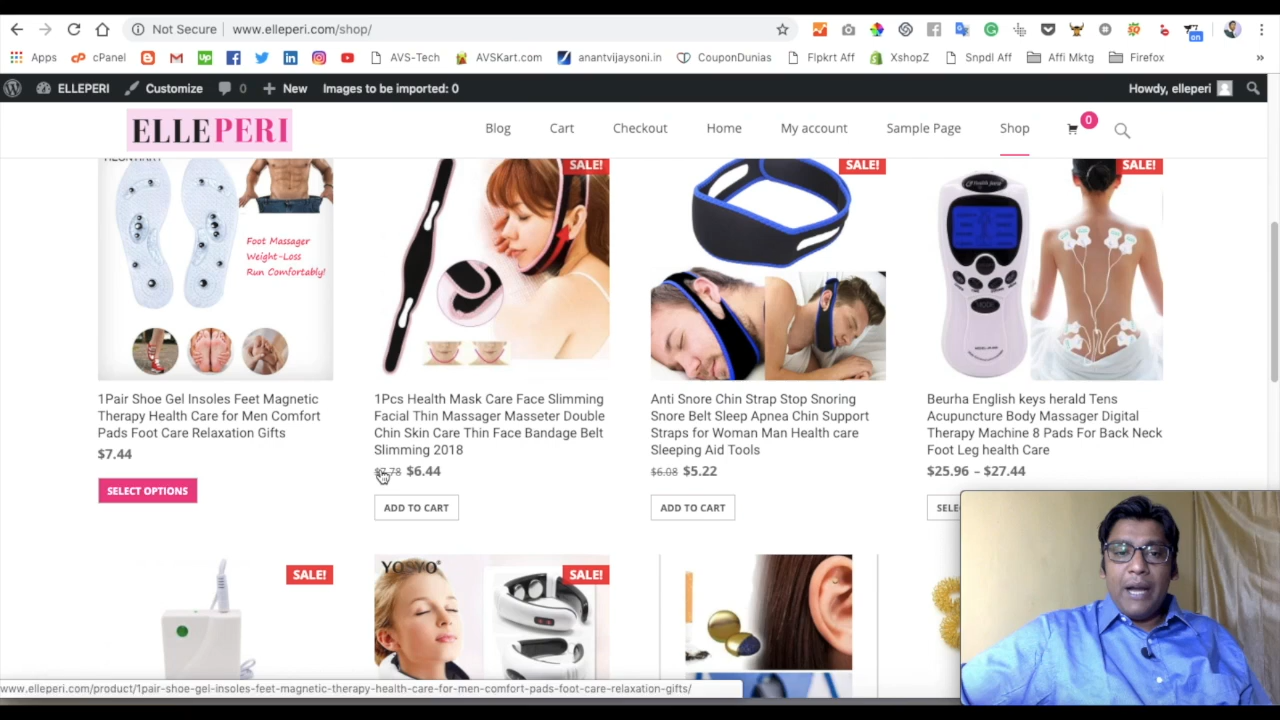 Not Secure www.elleperi.com/shop/
Apps cPanel AVS-Tech AVSKart.com anantvijaysoni.in CouponDunias Flpkrt Aff XshopZ Snpdl Aff Affi Mktg Firefox »
on
ELLEPERI Customize 0 New Images to be imported: 0 Howdy, elleperi
ELLEPERI Blog Cart Checkout Home My account Sample Page Shop 0
SALE! SALE! SALE!
Foot Massager
Weight-Loss
Run Comfortably!
1Pair Shoe Gel Insoles Feet Magnetic
Therapy Health Care for Men Comfort
Pads Foot Care Relaxation Gifts
$7.44
SELECT OPTIONS
1Pcs Health Mask Care Face Slimming
Facial Thin Massager Masseter Double
Chin Skin Care Thin Face Bandage Belt
Slimming 2018
$7.78 $6.44
ADD TO CART
Anti Snore Chin Strap Stop Snoring
Snore Belt Sleep Apnea Chin Support
Straps for Woman Man Health care
Sleeping Aid Tools
$6.08 $5.22
ADD TO CART
Beurha English keys herald Tens
Acupuncture Body Massager Digital
Therapy Machine 8 Pads For Back Neck
Foot Leg health Care
$25.96 – $27.44
SALE!
YOSYO
SALE!
www.elleperi.com/product/1pair-shoe-gel-insoles-feet-magnetic-therapy-health-care-for-men-comfort-pads-foot-care-relaxation-gifts/